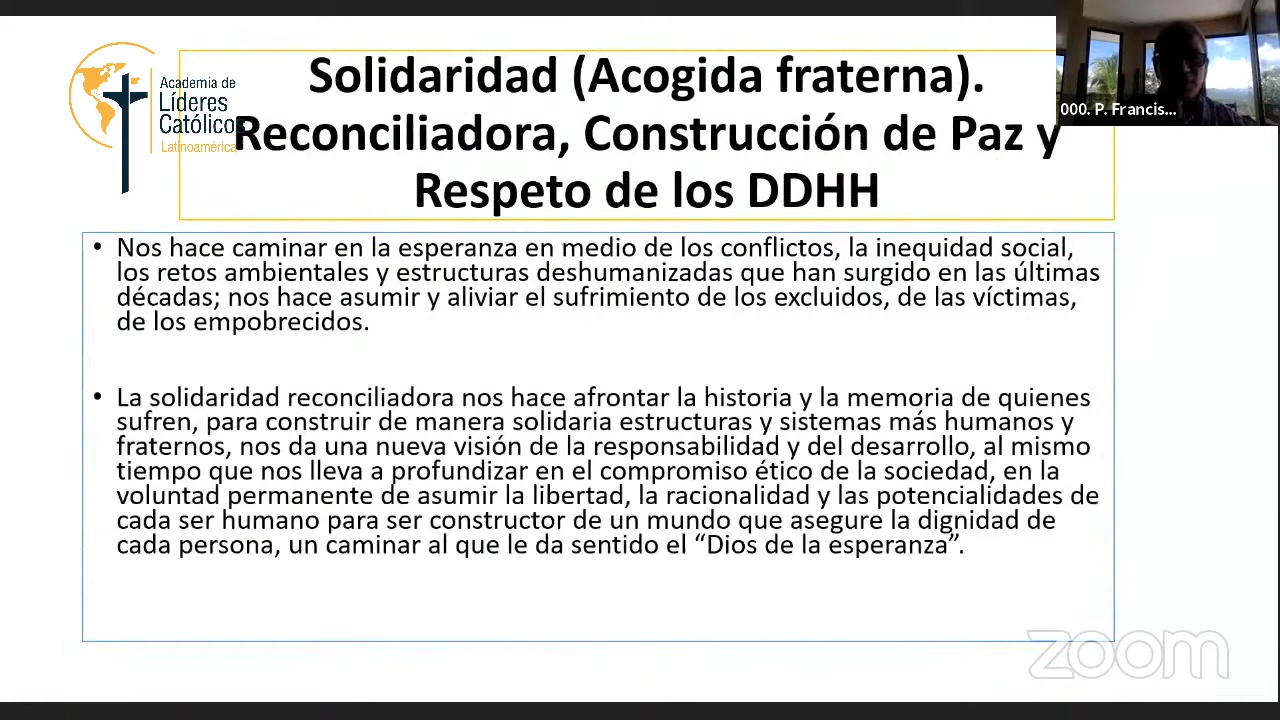 Academia de
Líderes
Católicos
Latinoamérica
Solidaridad (Acogida fraterna).
Reconciliadora, Construcción de Paz y
Respeto de los DDHH
000. P. Francis...
• Nos hace caminar en la esperanza en medio de los conflictos, la inequidad social,
los retos ambientales y estructuras deshumanizadas que han surgido en las últimas
décadas; nos hace asumir y aliviar el sufrimiento de los excluidos, de las víctimas,
de los empobrecidos.
• La solidaridad reconciliadora nos hace afrontar la historia y la memoria de quienes
sufren, para construir de manera solidaria estructuras y sistemas más humanos y
fraternos, nos da una nueva visión de la responsabilidad y del desarrollo, al mismo
tiempo que nos lleva a profundizar en el compromiso ético de la sociedad, en la
voluntad permanente de asumir la libertad, la racionalidad y las potencialidades de
cada ser humano para ser constructor de un mundo que asegure la dignidad de
cada persona, un caminar al que le da sentido el “Dios de la esperanza”.
zoom